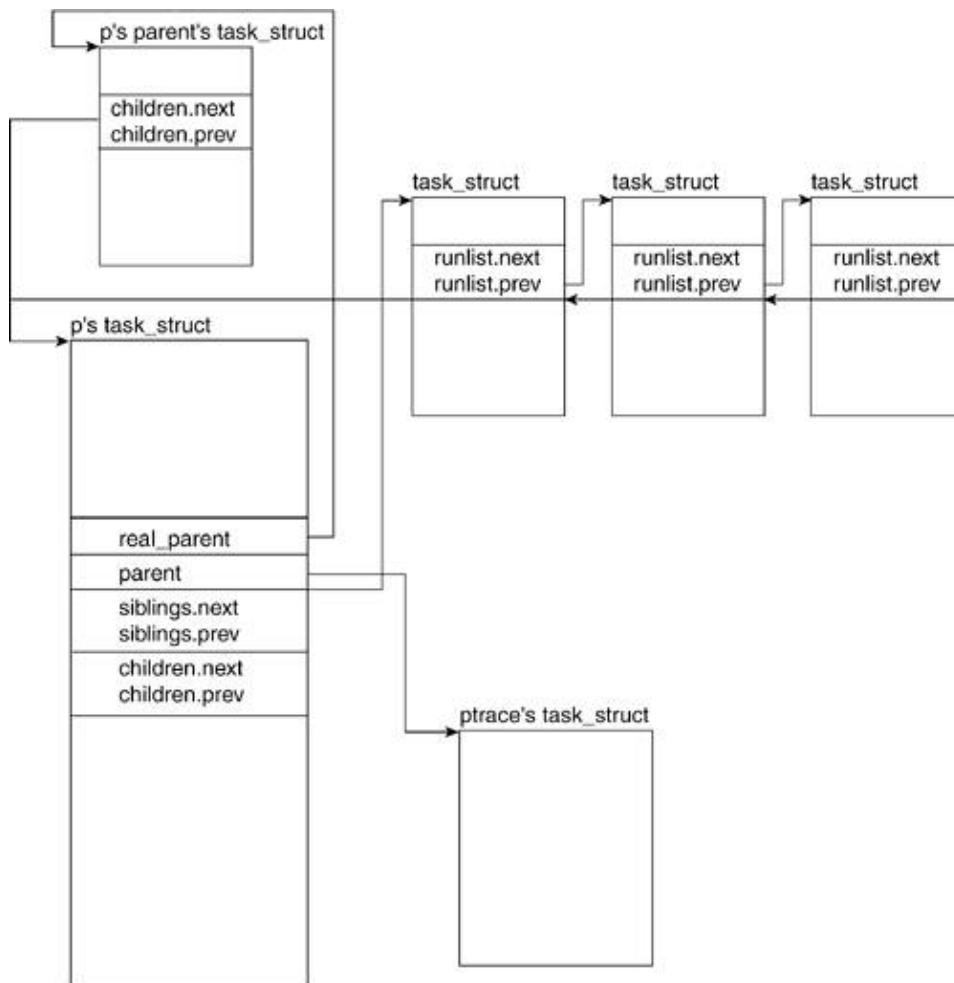 p's parent's task_struct
children.next
children.prev
task_struct
task_struct
task_struct
runlist.next
runlist.prev
runlist.next
runlist.prev
runlist.next
runlist.prev
p's task_struct
real_parent
parent
siblings.next
siblings.prev
children.next
children.prev
ptrace's task_struct